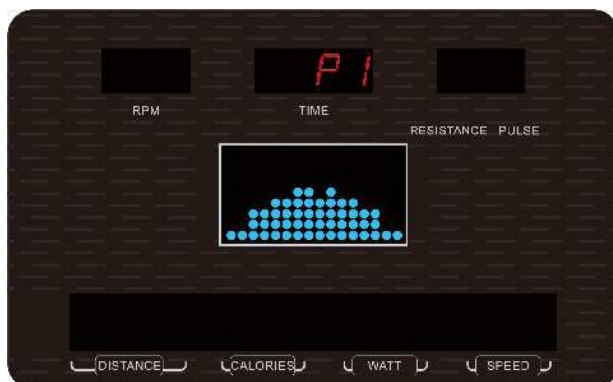 P1
RPM
TIME
RESISTANCE PULSE
DISTANCE CALORIES WATT SPEED